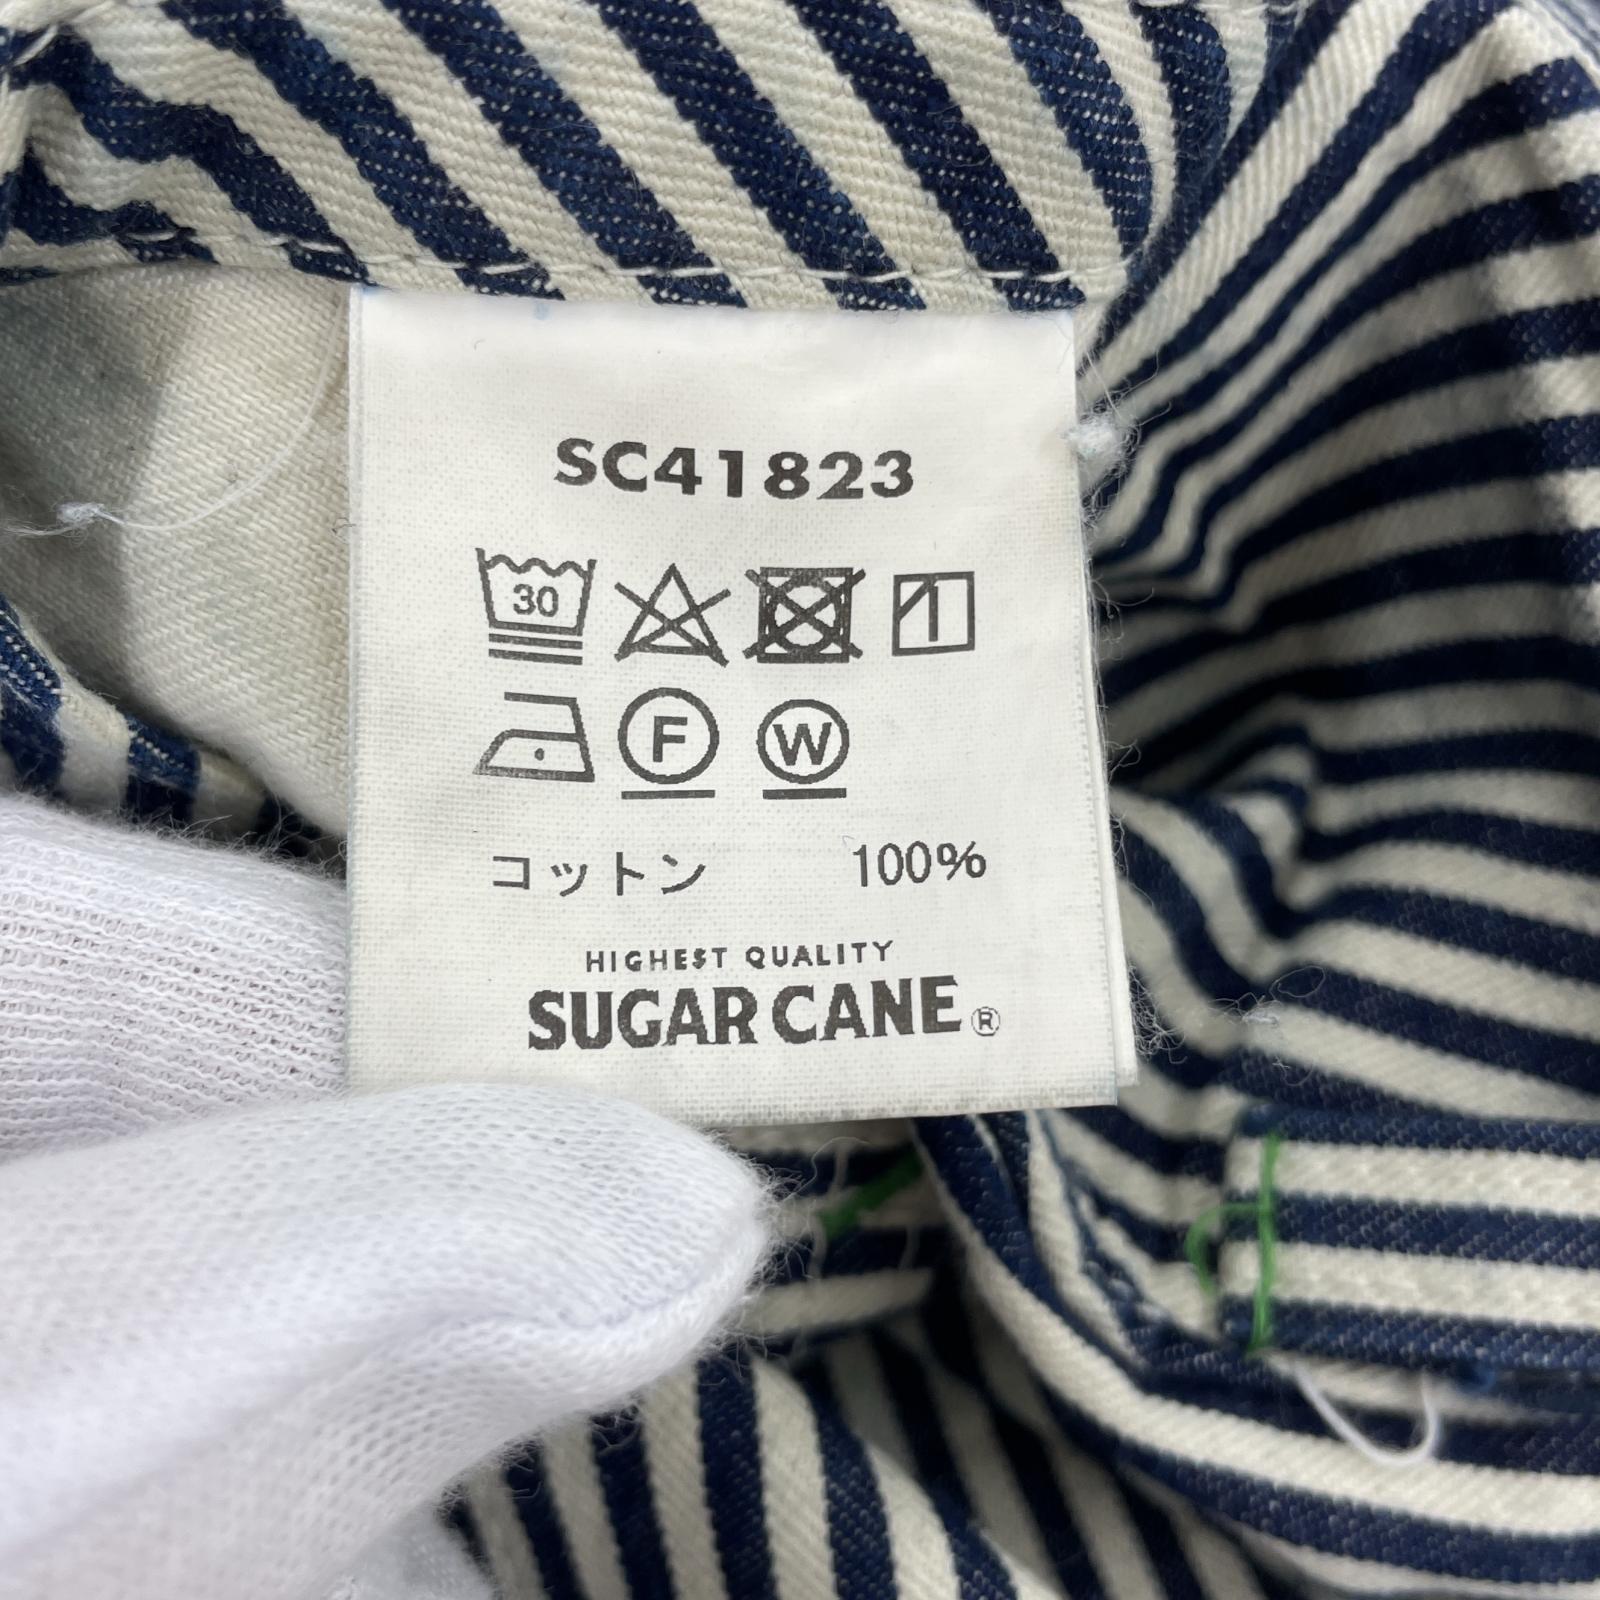 SC41823
30
F W
コットン 100%
HIGHEST QUALITY
SUGAR CANE®